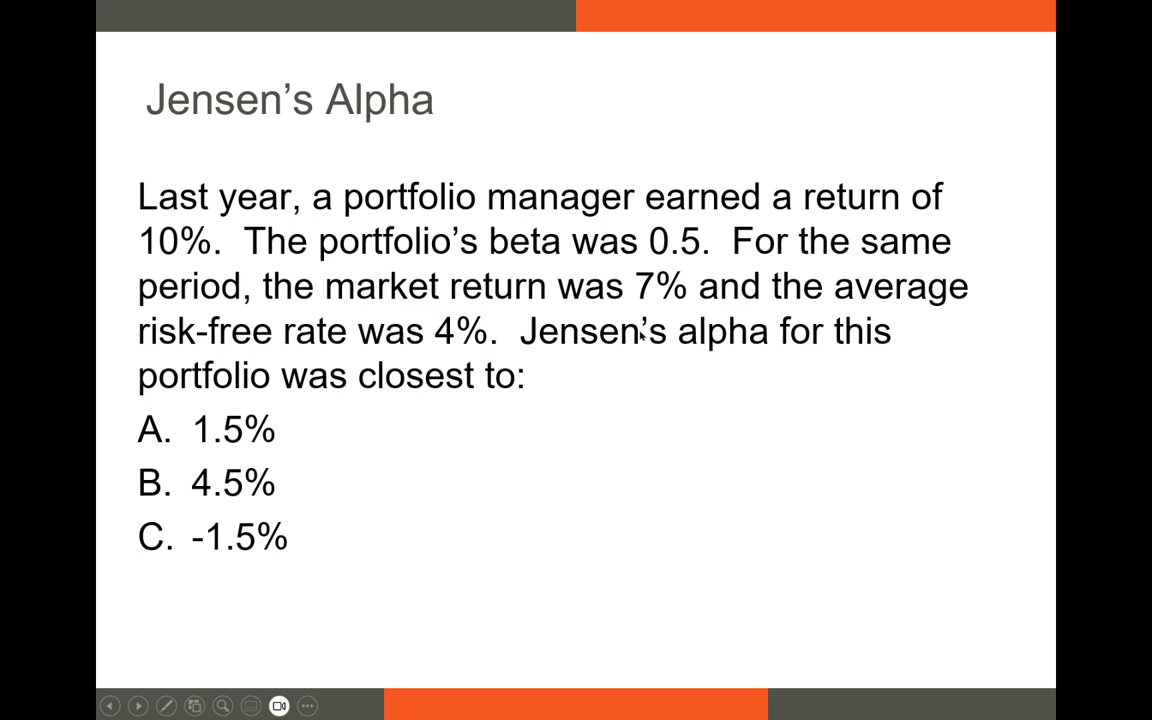 Jensen’s Alpha
Last year, a portfolio manager earned a return of
10%.  The portfolio’s beta was 0.5.  For the same
period, the market return was 7% and the average
risk-free rate was 4%.  Jensen’s alpha for this
portfolio was closest to:
A. 1.5%
B. 4.5%
C. -1.5%